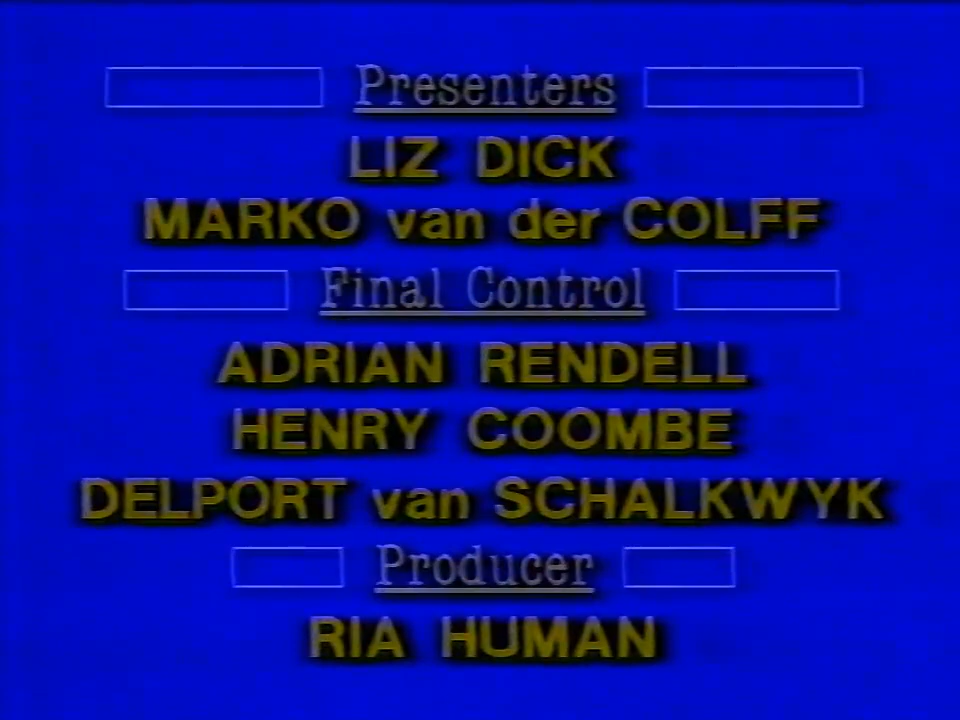 Presenters
LIZ DICK
MARKO van der COLFF
Final Control
ADRIAN RENDELL
HENRY COOMBE
DELPORT van SCHALKWYK
Producer
RIA HUMAN